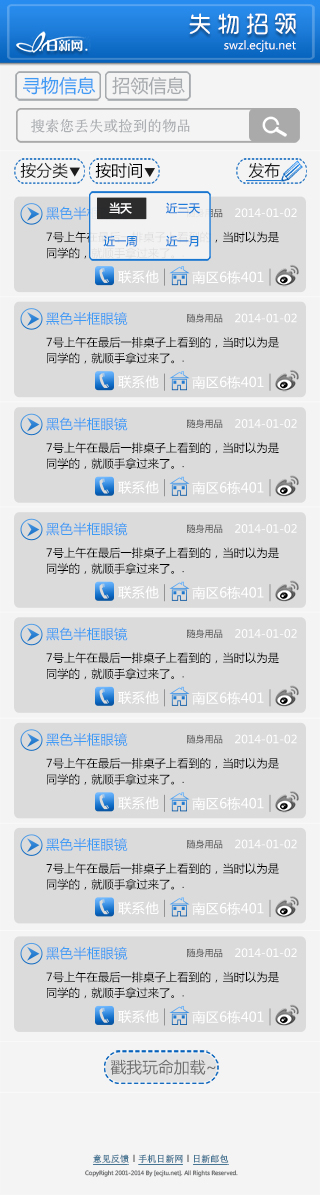 日新网.
失物招领
swzl.ecjtu.net
寻物信息 招领信息
搜索您丢失或捡到的物品
按分类▼ 按时间▼ 发布
当天 近三天
近一周 近一月
黑色半框 用品 2014-01-02
7号上午在最后一排桌子上看到的，当时以为是
同学的，就顺手拿过来了。.
联系他 南区6栋401
黑色半框眼镜 随身用品 2014-01-02
7号上午在最后一排桌子上看到的，当时以为是
同学的，就顺手拿过来了。.
联系他 南区6栋401
黑色半框眼镜 随身用品 2014-01-02
7号上午在最后一排桌子上看到的，当时以为是
同学的，就顺手拿过来了。.
联系他 南区6栋401
黑色半框眼镜 随身用品 2014-01-02
7号上午在最后一排桌子上看到的，当时以为是
同学的，就顺手拿过来了。.
联系他 南区6栋401
黑色半框眼镜 随身用品 2014-01-02
7号上午在最后一排桌子上看到的，当时以为是
同学的，就顺手拿过来了。.
联系他 南区6栋401
黑色半框眼镜 随身用品 2014-01-02
7号上午在最后一排桌子上看到的，当时以为是
同学的，就顺手拿过来了。.
联系他 南区6栋401
黑色半框眼镜 随身用品 2014-01-02
7号上午在最后一排桌子上看到的，当时以为是
同学的，就顺手拿过来了。.
联系他 南区6栋401
黑色半框眼镜 随身用品 2014-01-02
7号上午在最后一排桌子上看到的，当时以为是
同学的，就顺手拿过来了。.
联系他 南区6栋401
戳我玩命加载~
意见反馈 | 手机日新网 | 日新邮包
CopyRight 2001-2014 By [ecjtu.net]. All Rights Reserved.